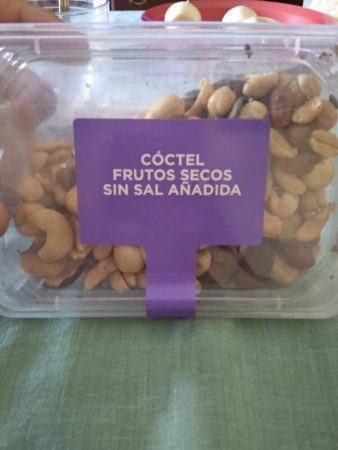 CÓCTEL
FRUTOS SECOS
SIN SAL AÑADIDA